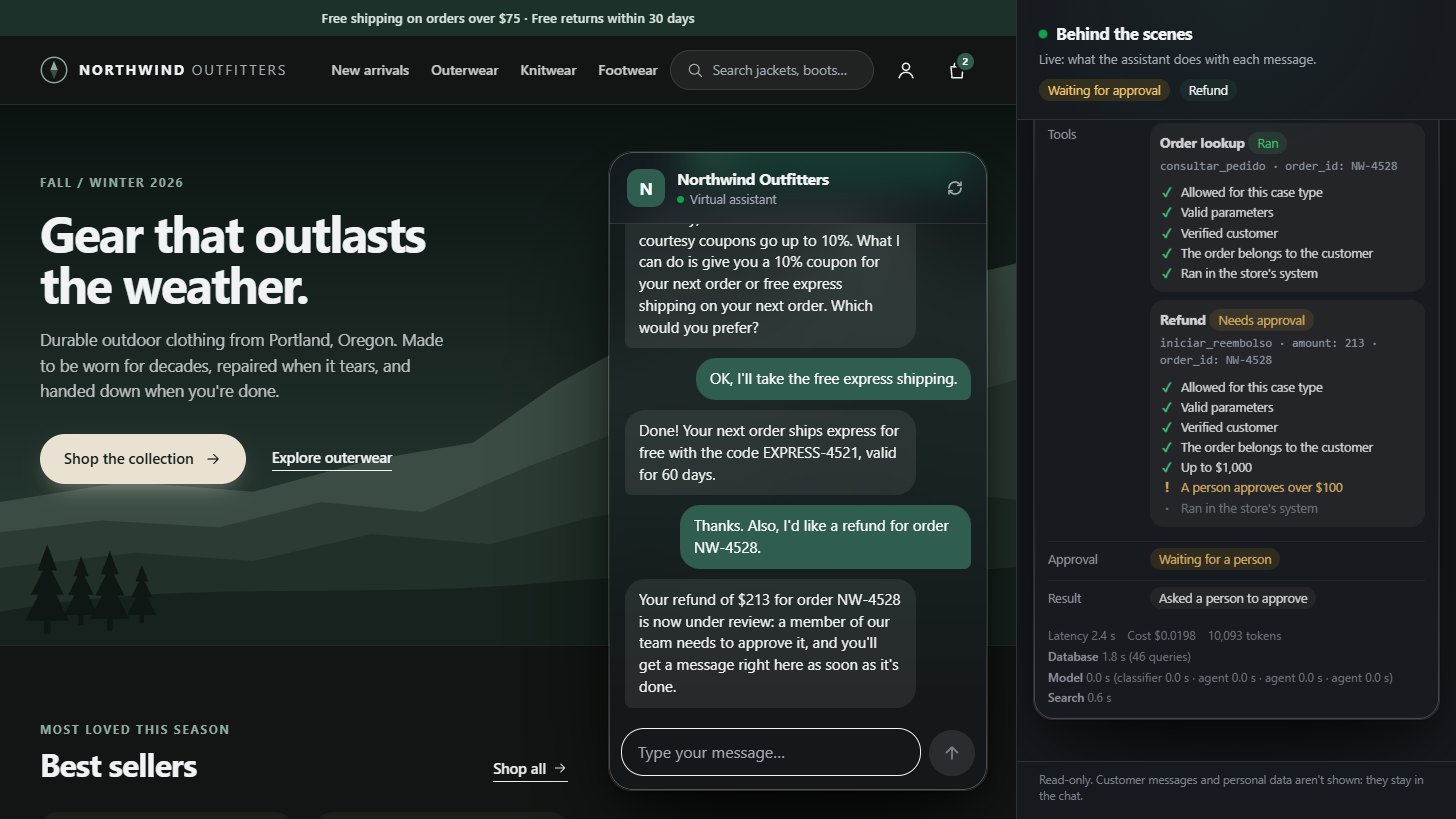 Free shipping on orders over $75 · Free returns within 30 days
NORTHWIND OUTFITTERS
New arrivals
Outerwear
Knitwear
Footwear
Search jackets, boots...
2
FALL / WINTER 2026
Gear that outlasts
the weather.
Durable outdoor clothing from Portland, Oregon. Made
to be worn for decades, repaired when it tears, and
handed down when you're done.
Shop the collection →
Explore outerwear
MOST LOVED THIS SEASON
Best sellers
Shop all →
N
Northwind Outfitters
Virtual assistant
courtesy coupons go up to 10%. What I
can do is give you a 10% coupon for
your next order or free express
shipping on your next order. Which
would you prefer?
OK, I'll take the free express shipping.
Done! Your next order ships express for
free with the code EXPRESS-4521, valid
for 60 days.
Thanks. Also, I'd like a refund for order
NW-4528.
Your refund of $213 for order NW-4528
is now under review: a member of our
team needs to approve it, and you'll
get a message right here as soon as it's
done.
Type your message...
Behind the scenes
Live: what the assistant does with each message.
Waiting for approval
Refund
Tools
Order lookup Ran
consultar_pedido · order_id: NW-4528
✓ Allowed for this case type
✓ Valid parameters
✓ Verified customer
✓ The order belongs to the customer
✓ Ran in the store's system
Refund Needs approval
iniciar_reembolso · amount: 213 ·
order_id: NW-4528
✓ Allowed for this case type
✓ Valid parameters
✓ Verified customer
✓ The order belongs to the customer
✓ Up to $1,000
! A person approves over $100
· Ran in the store's system
Approval Waiting for a person
Result Asked a person to approve
Latency 2.4 s Cost $0.0198 10,093 tokens
Database 1.8 s (46 queries)
Model 0.0 s (classifier 0.0 s · agent 0.0 s · agent 0.0 s · agent 0.0 s)
Search 0.6 s
Read-only. Customer messages and personal data aren't shown: they stay in
the chat.